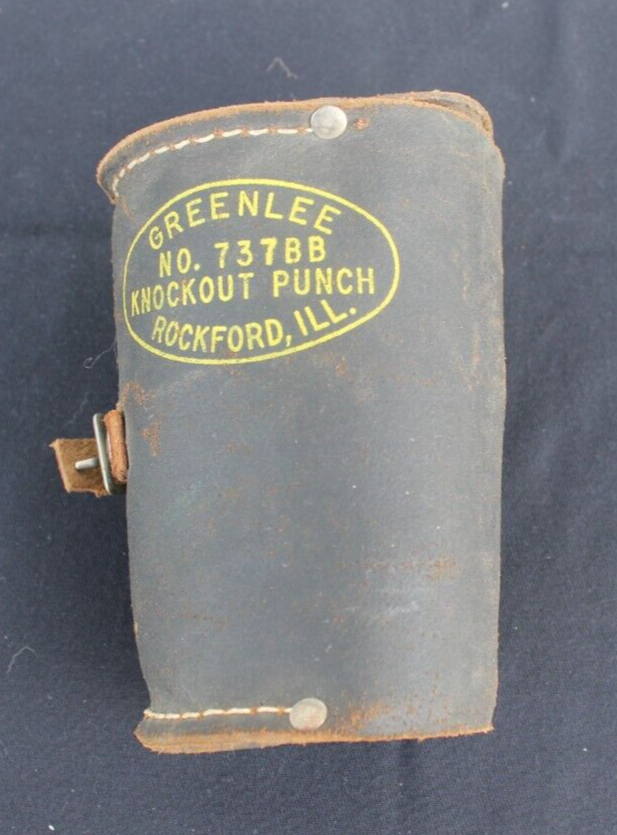 GREENLEE
NO. 737BB
KNOCKOUT PUNCH
ROCKFORD, ILL.